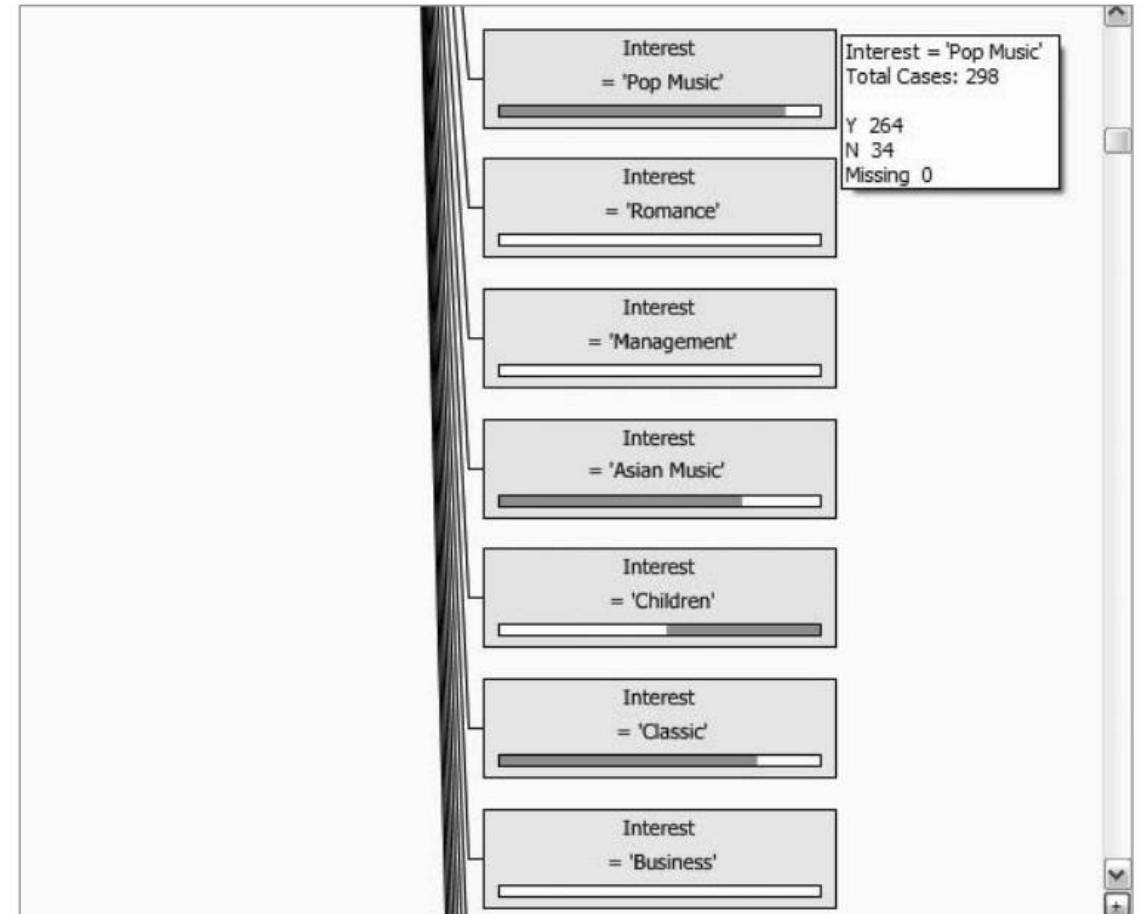 Interest
= 'Pop Music'
Interest = 'Pop Music'
Total Cases: 298
Y 264
N 34
Missing 0
Interest
= 'Romance'
Interest
= 'Management'
Interest
= 'Asian Music'
Interest
= 'Children'
Interest
= 'Classic'
Interest
= 'Business'